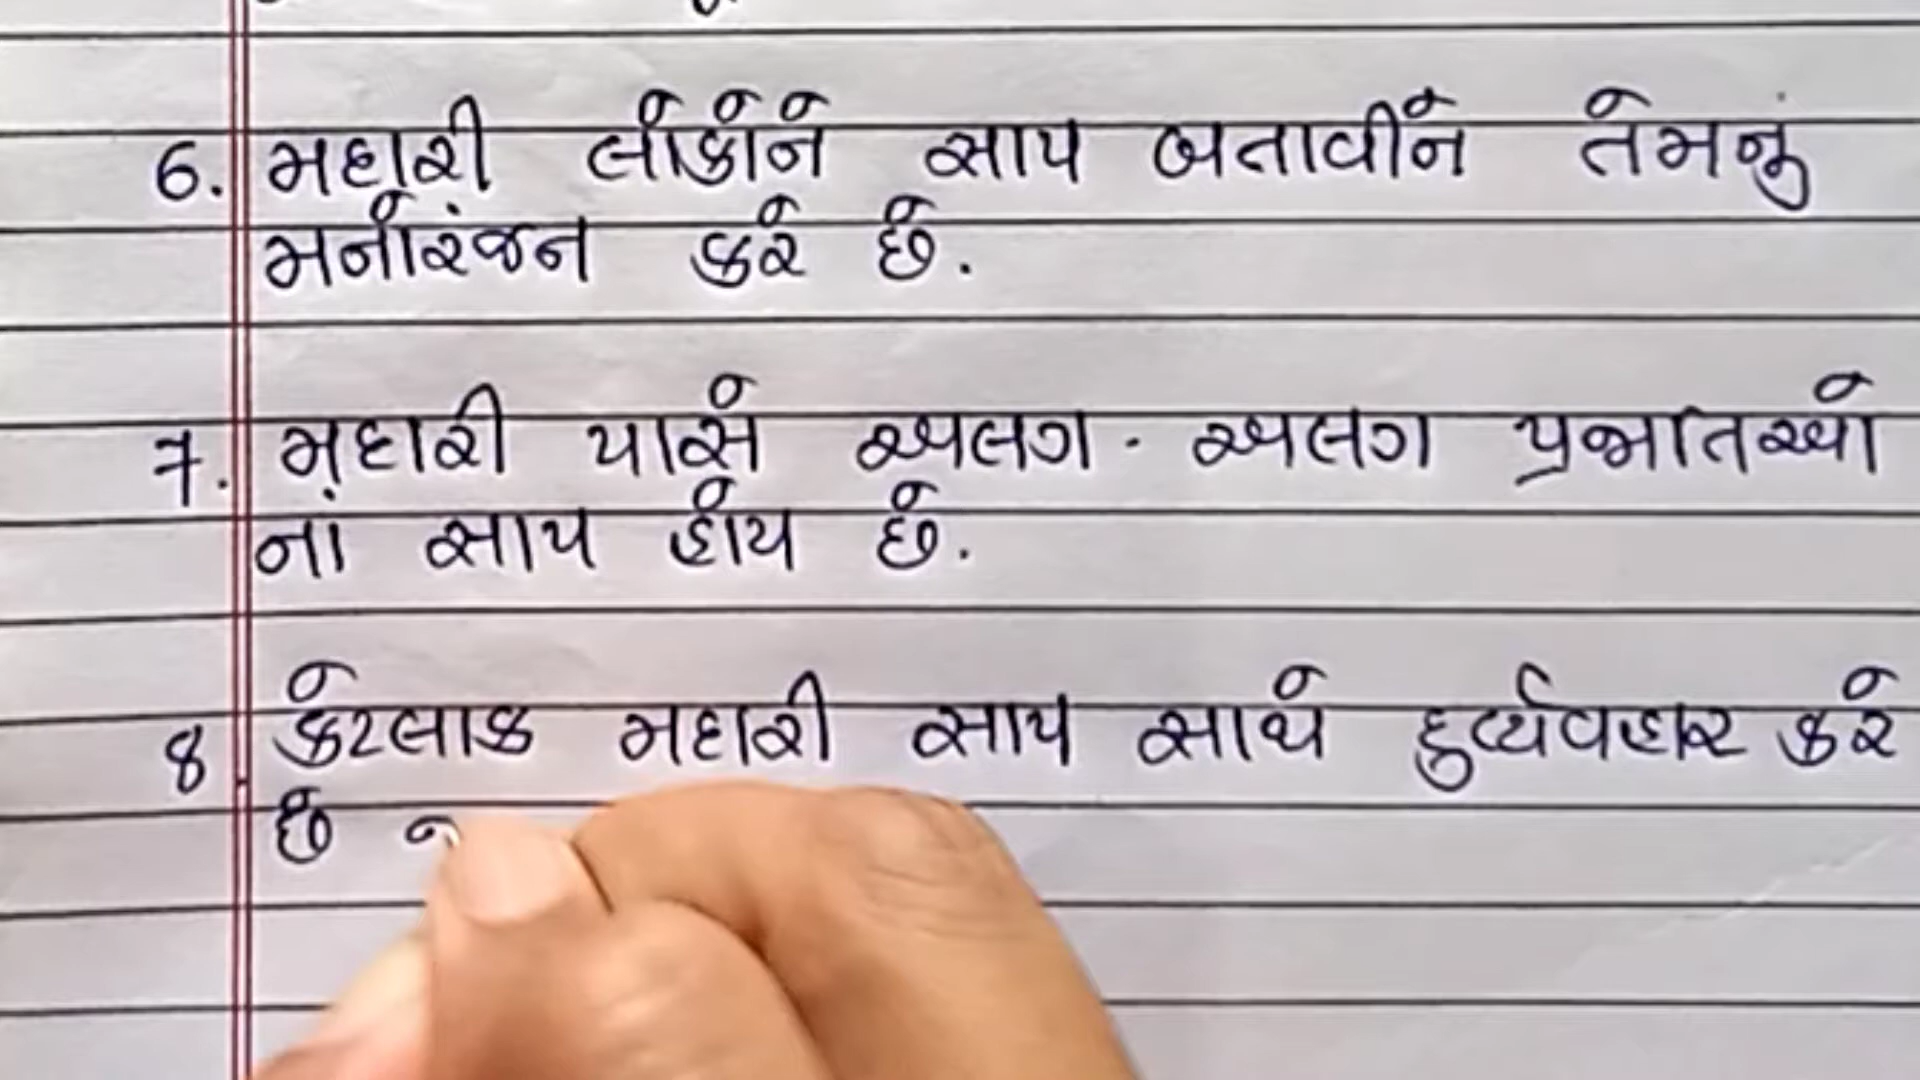 6. મદારી લોકોને સાપ બતાવીને તેમનું
મનોરંજન કરે છે.
7. મદારી પાસે અલગ - અલગ પ્રજાતિઓ
નાં સાપ હોય છે.
8. કેટલાક મદારી સાપ સાથે દુર્વ્યવહાર કરે
છે